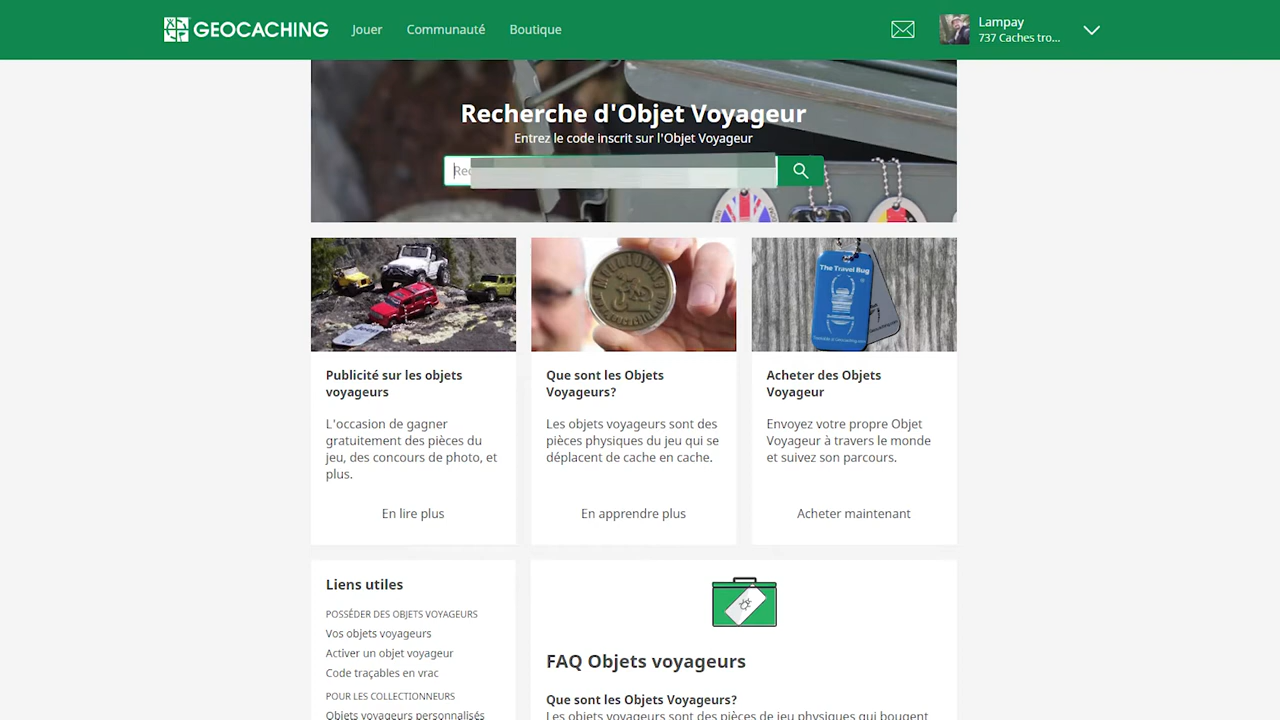 GEOCACHING
Jouer
Communauté
Boutique
Lampay
737 Caches tro...
Recherche d'Objet Voyageur
Entrez le code inscrit sur l'Objet Voyageur
Publicité sur les objets
voyageurs
L'occasion de gagner
gratuitement des pièces du
jeu, des concours de photo, et
plus.
En lire plus
Que sont les Objets
Voyageurs?
Les objets voyageurs sont des
pièces physiques du jeu qui se
déplacent de cache en cache.
En apprendre plus
The Travel Bug
Acheter des Objets
Voyageur
Envoyez votre propre Objet
Voyageur à travers le monde
et suivez son parcours.
Acheter maintenant
Liens utiles
POSSÉDER DES OBJETS VOYAGEURS
Vos objets voyageurs
Activer un objet voyageur
Code traçables en vrac
POUR LES COLLECTIONNEURS
Objets voyageurs personnalisés
FAQ Objets voyageurs
Que sont les Objets Voyageurs?
Les objets voyageurs sont des pièces de jeu physiques qui bougent